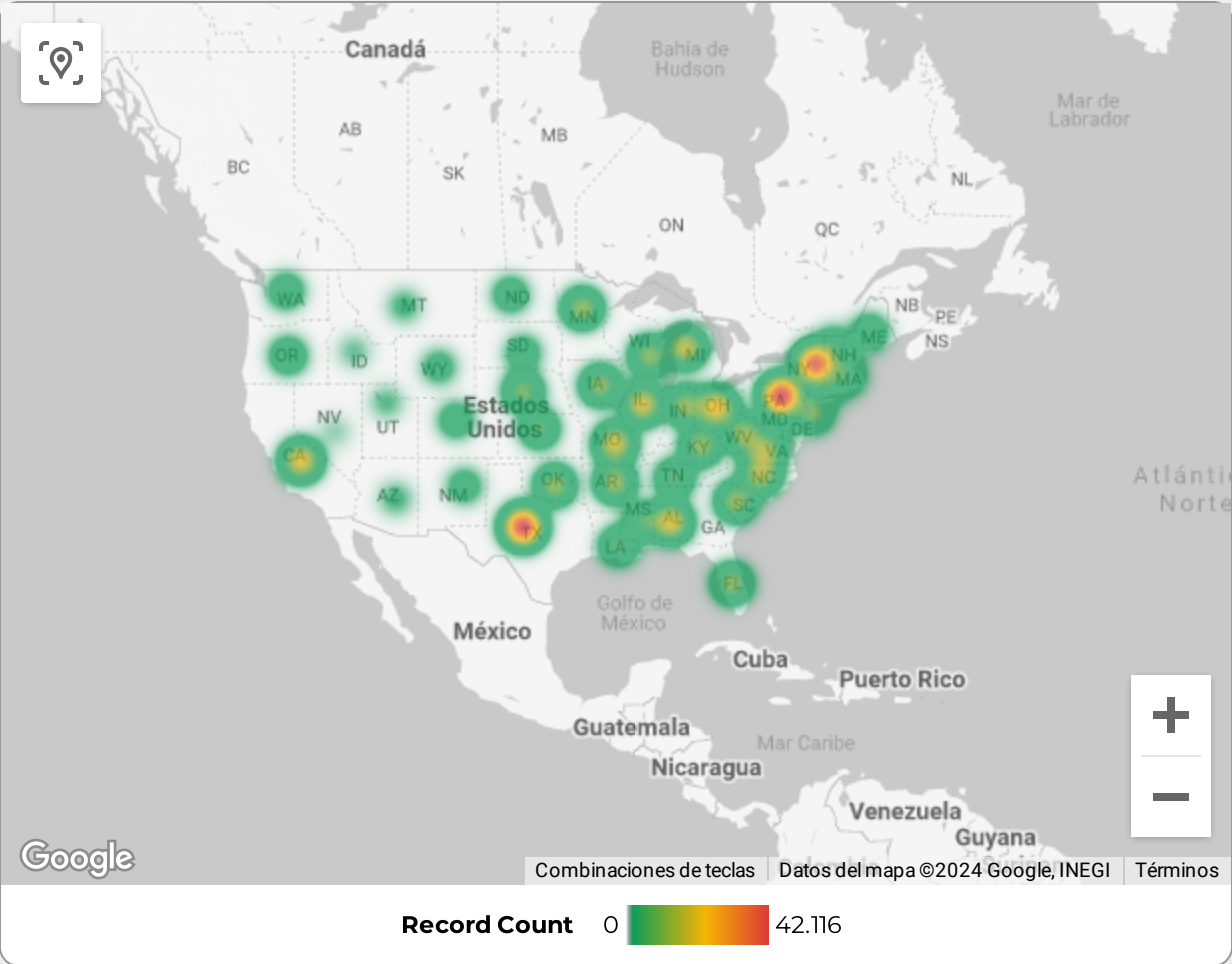 Canadá
Bahía de
Hudson
Mar de
Labrador
AB
MB
BC
SK
NL
ON
QC
WA
MT
ND
MN
NB
PE
NS
ME
OR
ID
WY
SD
WI
MI
NY
NH
MA
IA
IL
IN
OH
PA
MD
DE
NV
UT
Estados
Unidos
MO
KY
WV
VA
CA
AZ
NM
OK
AR
TN
NC
TX
MS
AL
GA
SC
LA
FL
Atlánti
Norte
Golfo de
México
México
Cuba
Puerto Rico
Guatemala
Mar Caribe
Nicaragua
Venezuela
Guyana
Colombia
Surinam
Google
Combinaciones de teclas
Datos del mapa ©2024 Google, INEGI
Términos
Record Count 0 42.116